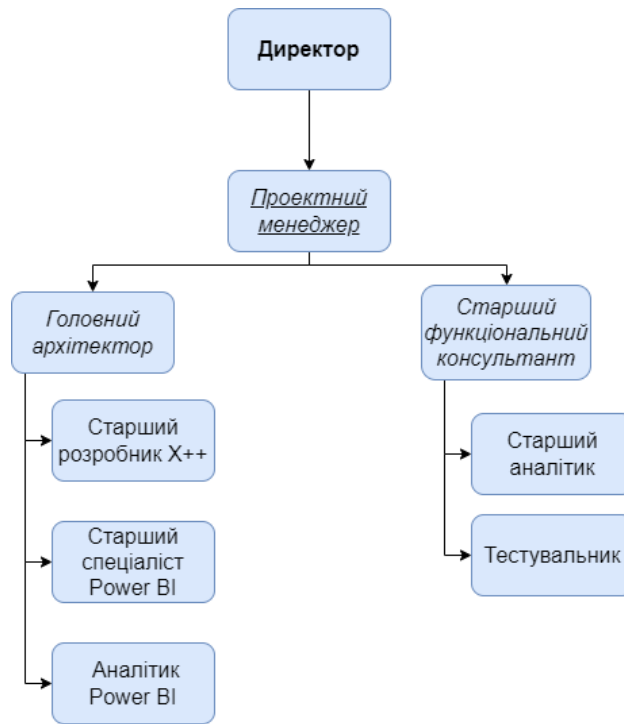 Директор
Проектний
менеджер
Головний
архітектор
Старший
функціональний
консультант
Старший
розробник X++
Старший
аналітик
Старший
спеціаліст
Power BI
Тестувальник
Аналітик
Power BI